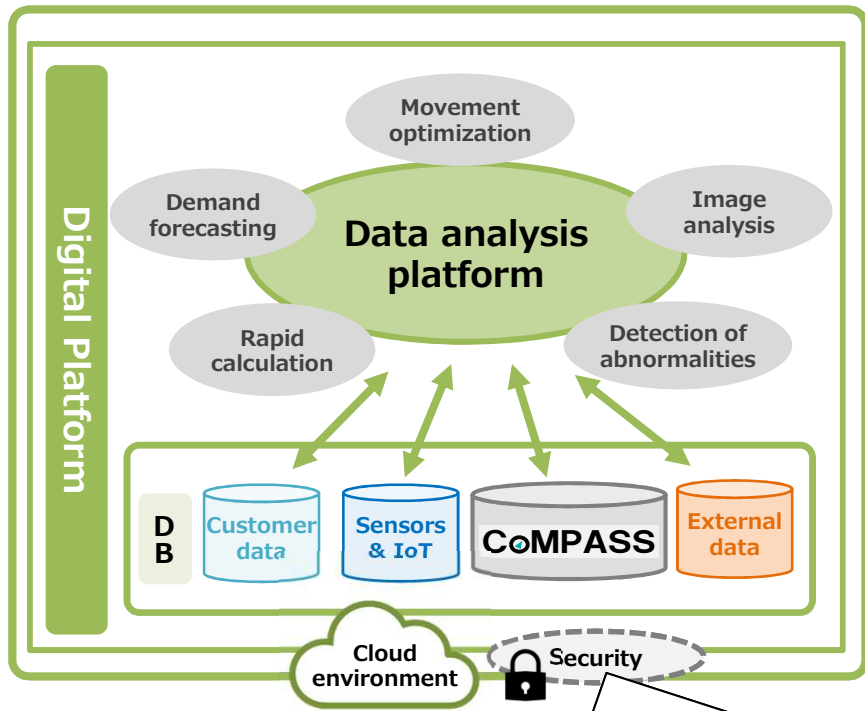 Movement
optimization
Demand
forecasting
Image
analysis
Data analysis
platform
Rapid
calculation
Detection of
abnormalities
Digital Platform
D
B
Customer
data
Sensors
& IoT
CoMPASS
External
data
Cloud
environment
Security